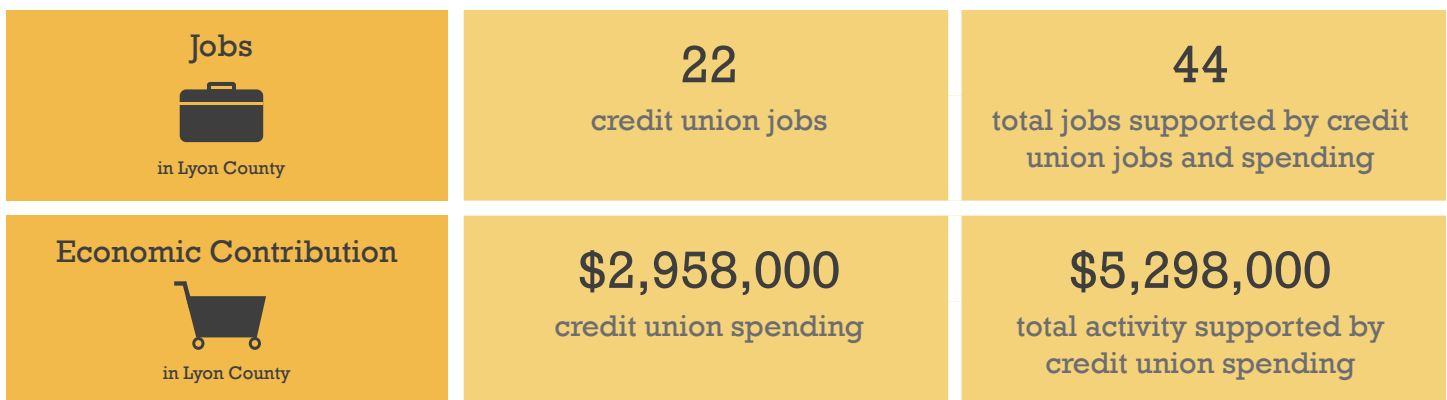 Jobs
in Lyon County
22
credit union jobs
44
total jobs supported by credit
union jobs and spending
Economic Contribution
in Lyon County
$2,958,000
credit union spending
$5,298,000
total activity supported by
credit union spending